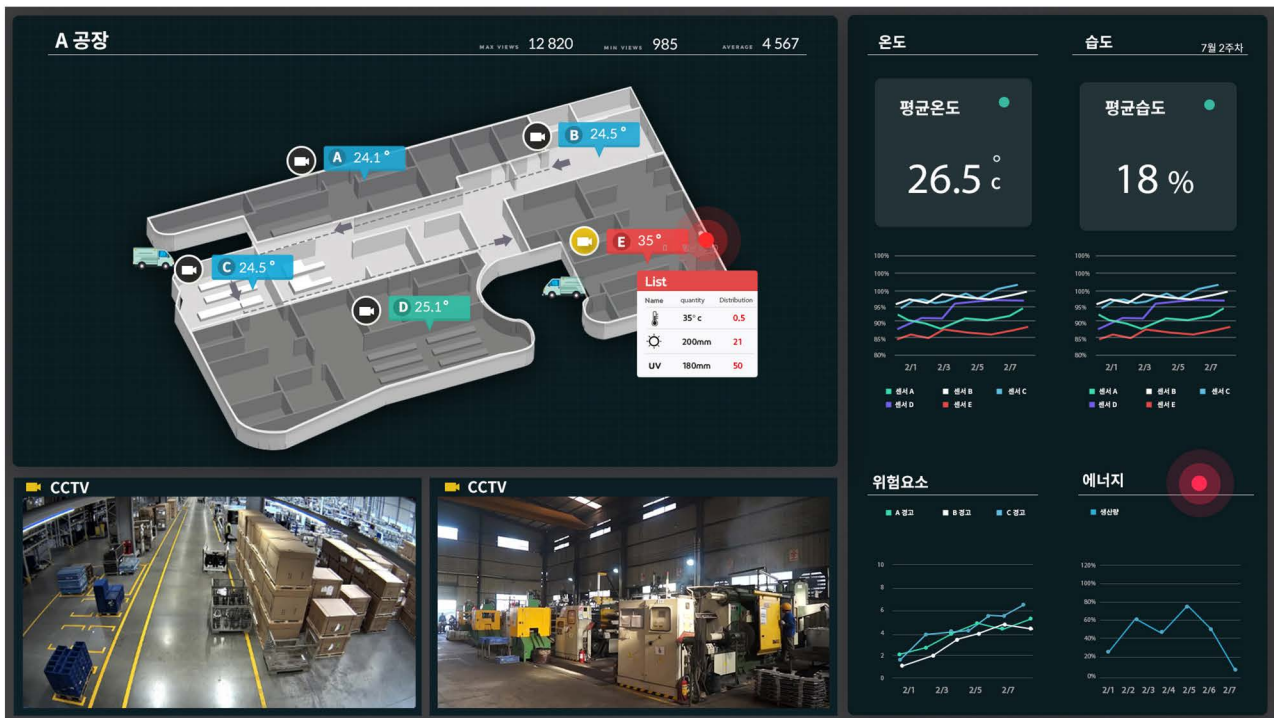 A 공장
MAX VIEWS 12 820 MIN VIEWS 985 AVERAGE 4 567
A 24.1°
B 24.5°
C 24.5°
D 25.1°
E 35°
List
Name quantity Distribution
35° c 0.5
200mm 21
UV 180mm 50
CCTV
CCTV
온도
습도 7월 2주차
평균온도
26.5 °c
평균습도
18 %
100%
100%
100%
95%
90%
85%
80%
2/1 2/3 2/5 2/7
센서 A 센서 B 센서 C
센서 D 센서 E
100%
100%
100%
95%
90%
85%
80%
2/1 2/3 2/5 2/7
센서 A 센서 B 센서 C
센서 D 센서 E
위험요소
A 경고 B 경고 C 경고
10
8
6
4
2
0
2/1 2/3 2/5 2/7
에너지
생산량
120%
100%
80%
60%
40%
20%
0%
2/1 2/2 2/3 2/4 2/5 2/6 2/7